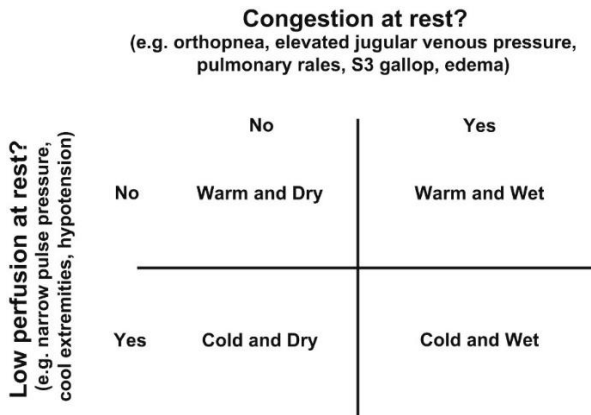 Congestion at rest?
(e.g. orthopnea, elevated jugular venous pressure,
pulmonary rales, S3 gallop, edema)
No
Yes
Low perfusion at rest?
(e.g. narrow pulse pressure,
cool extremities, hypotension)
No
Warm and Dry
Warm and Wet
Yes
Cold and Dry
Cold and Wet